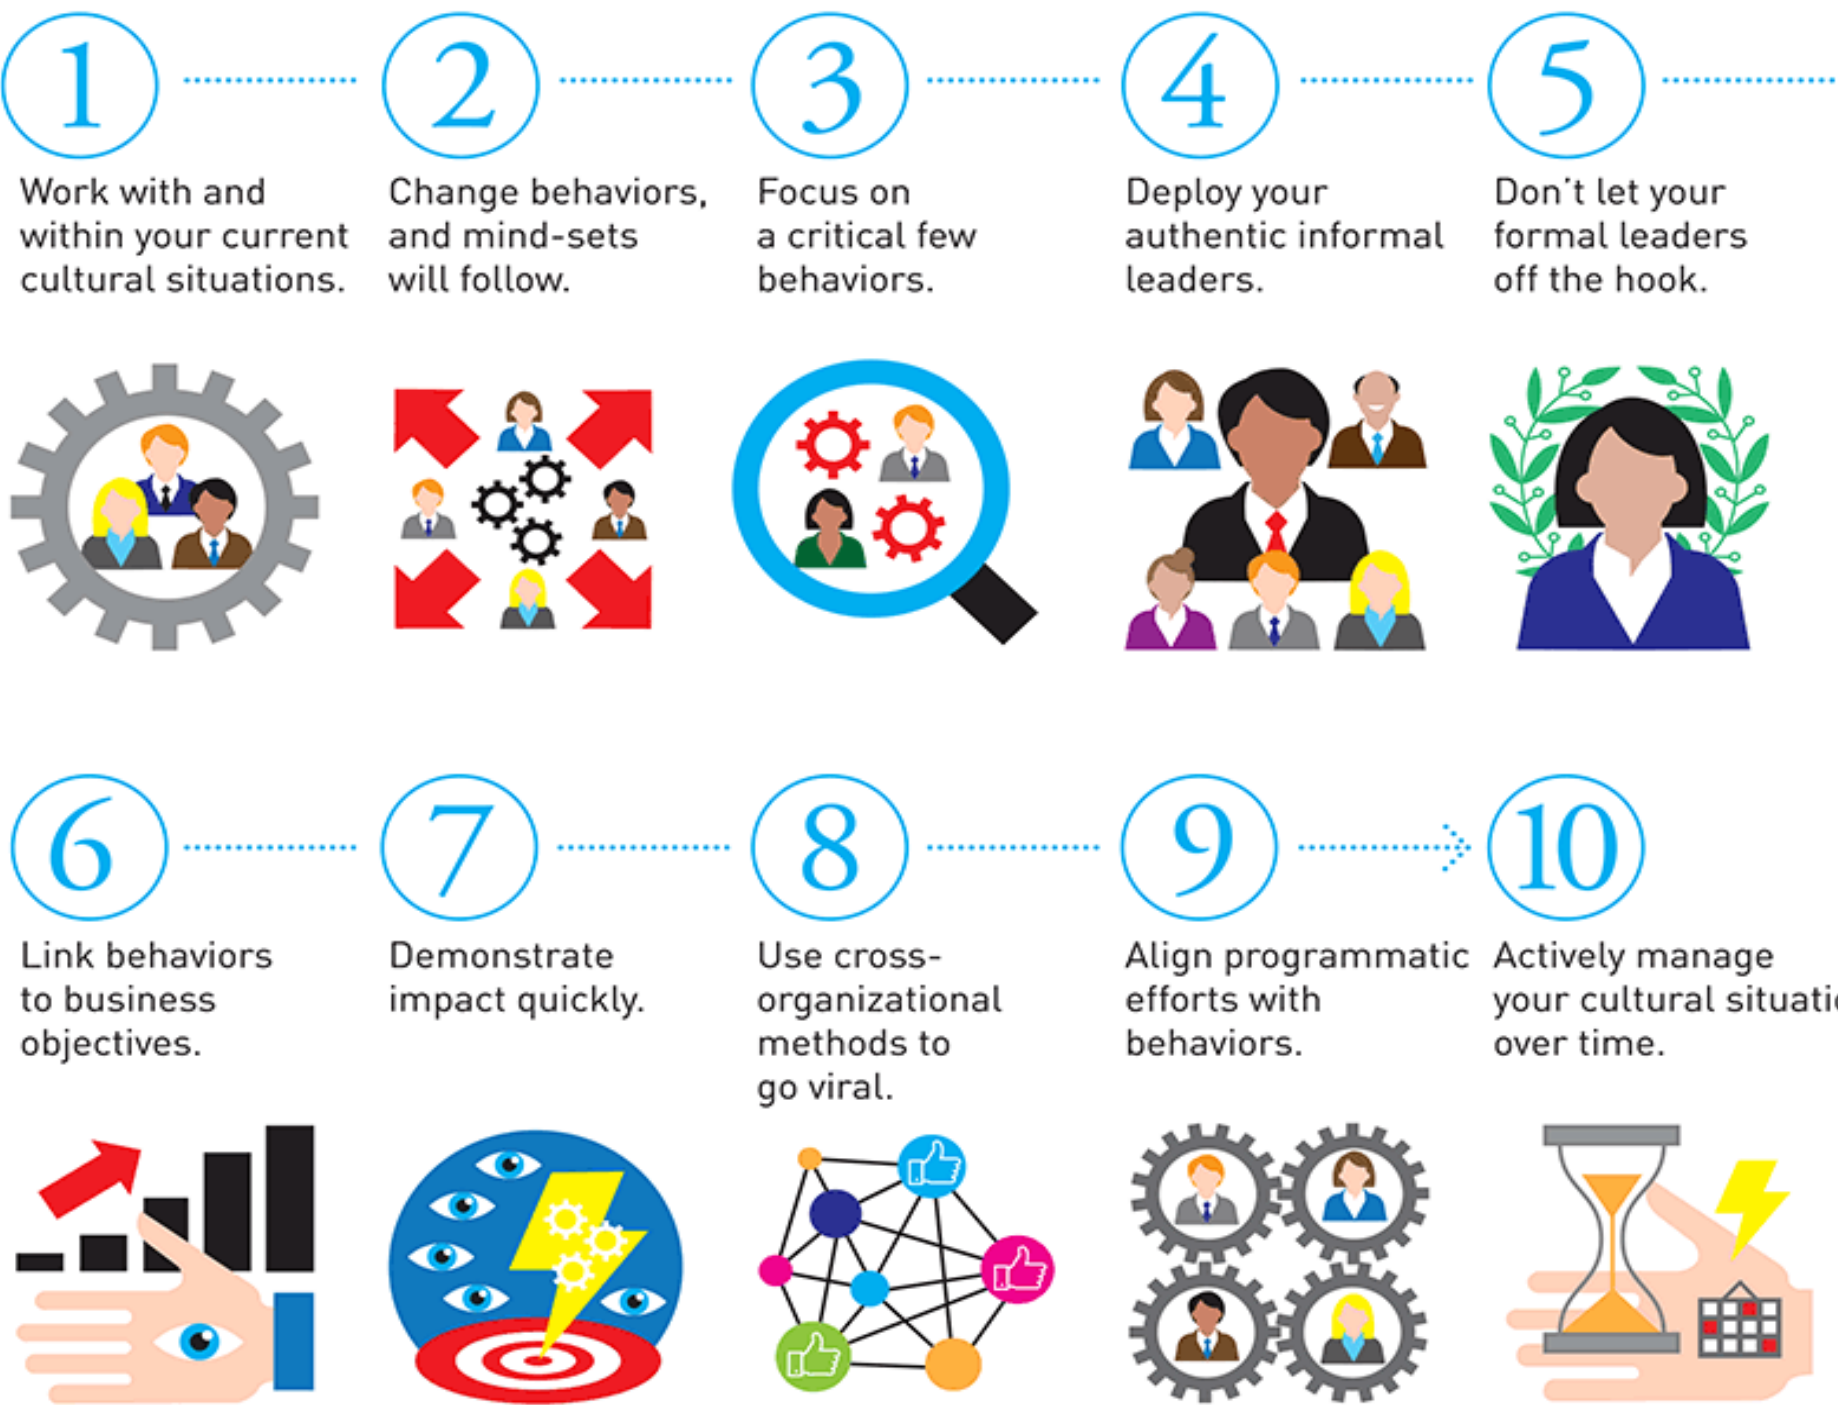 1
2
3
4
5
Work with and
within your current
cultural situations.
Change behaviors,
and mind-sets
will follow.
Focus on
a critical few
behaviors.
Deploy your
authentic informal
leaders.
Don't let your
formal leaders
off the hook.
6
7
8
9
10
Link behaviors
to business
objectives.
Demonstrate
impact quickly.
Use cross-
organizational
methods to
go viral.
Align programmatic
efforts with
behaviors.
Actively manage
your cultural
over time.